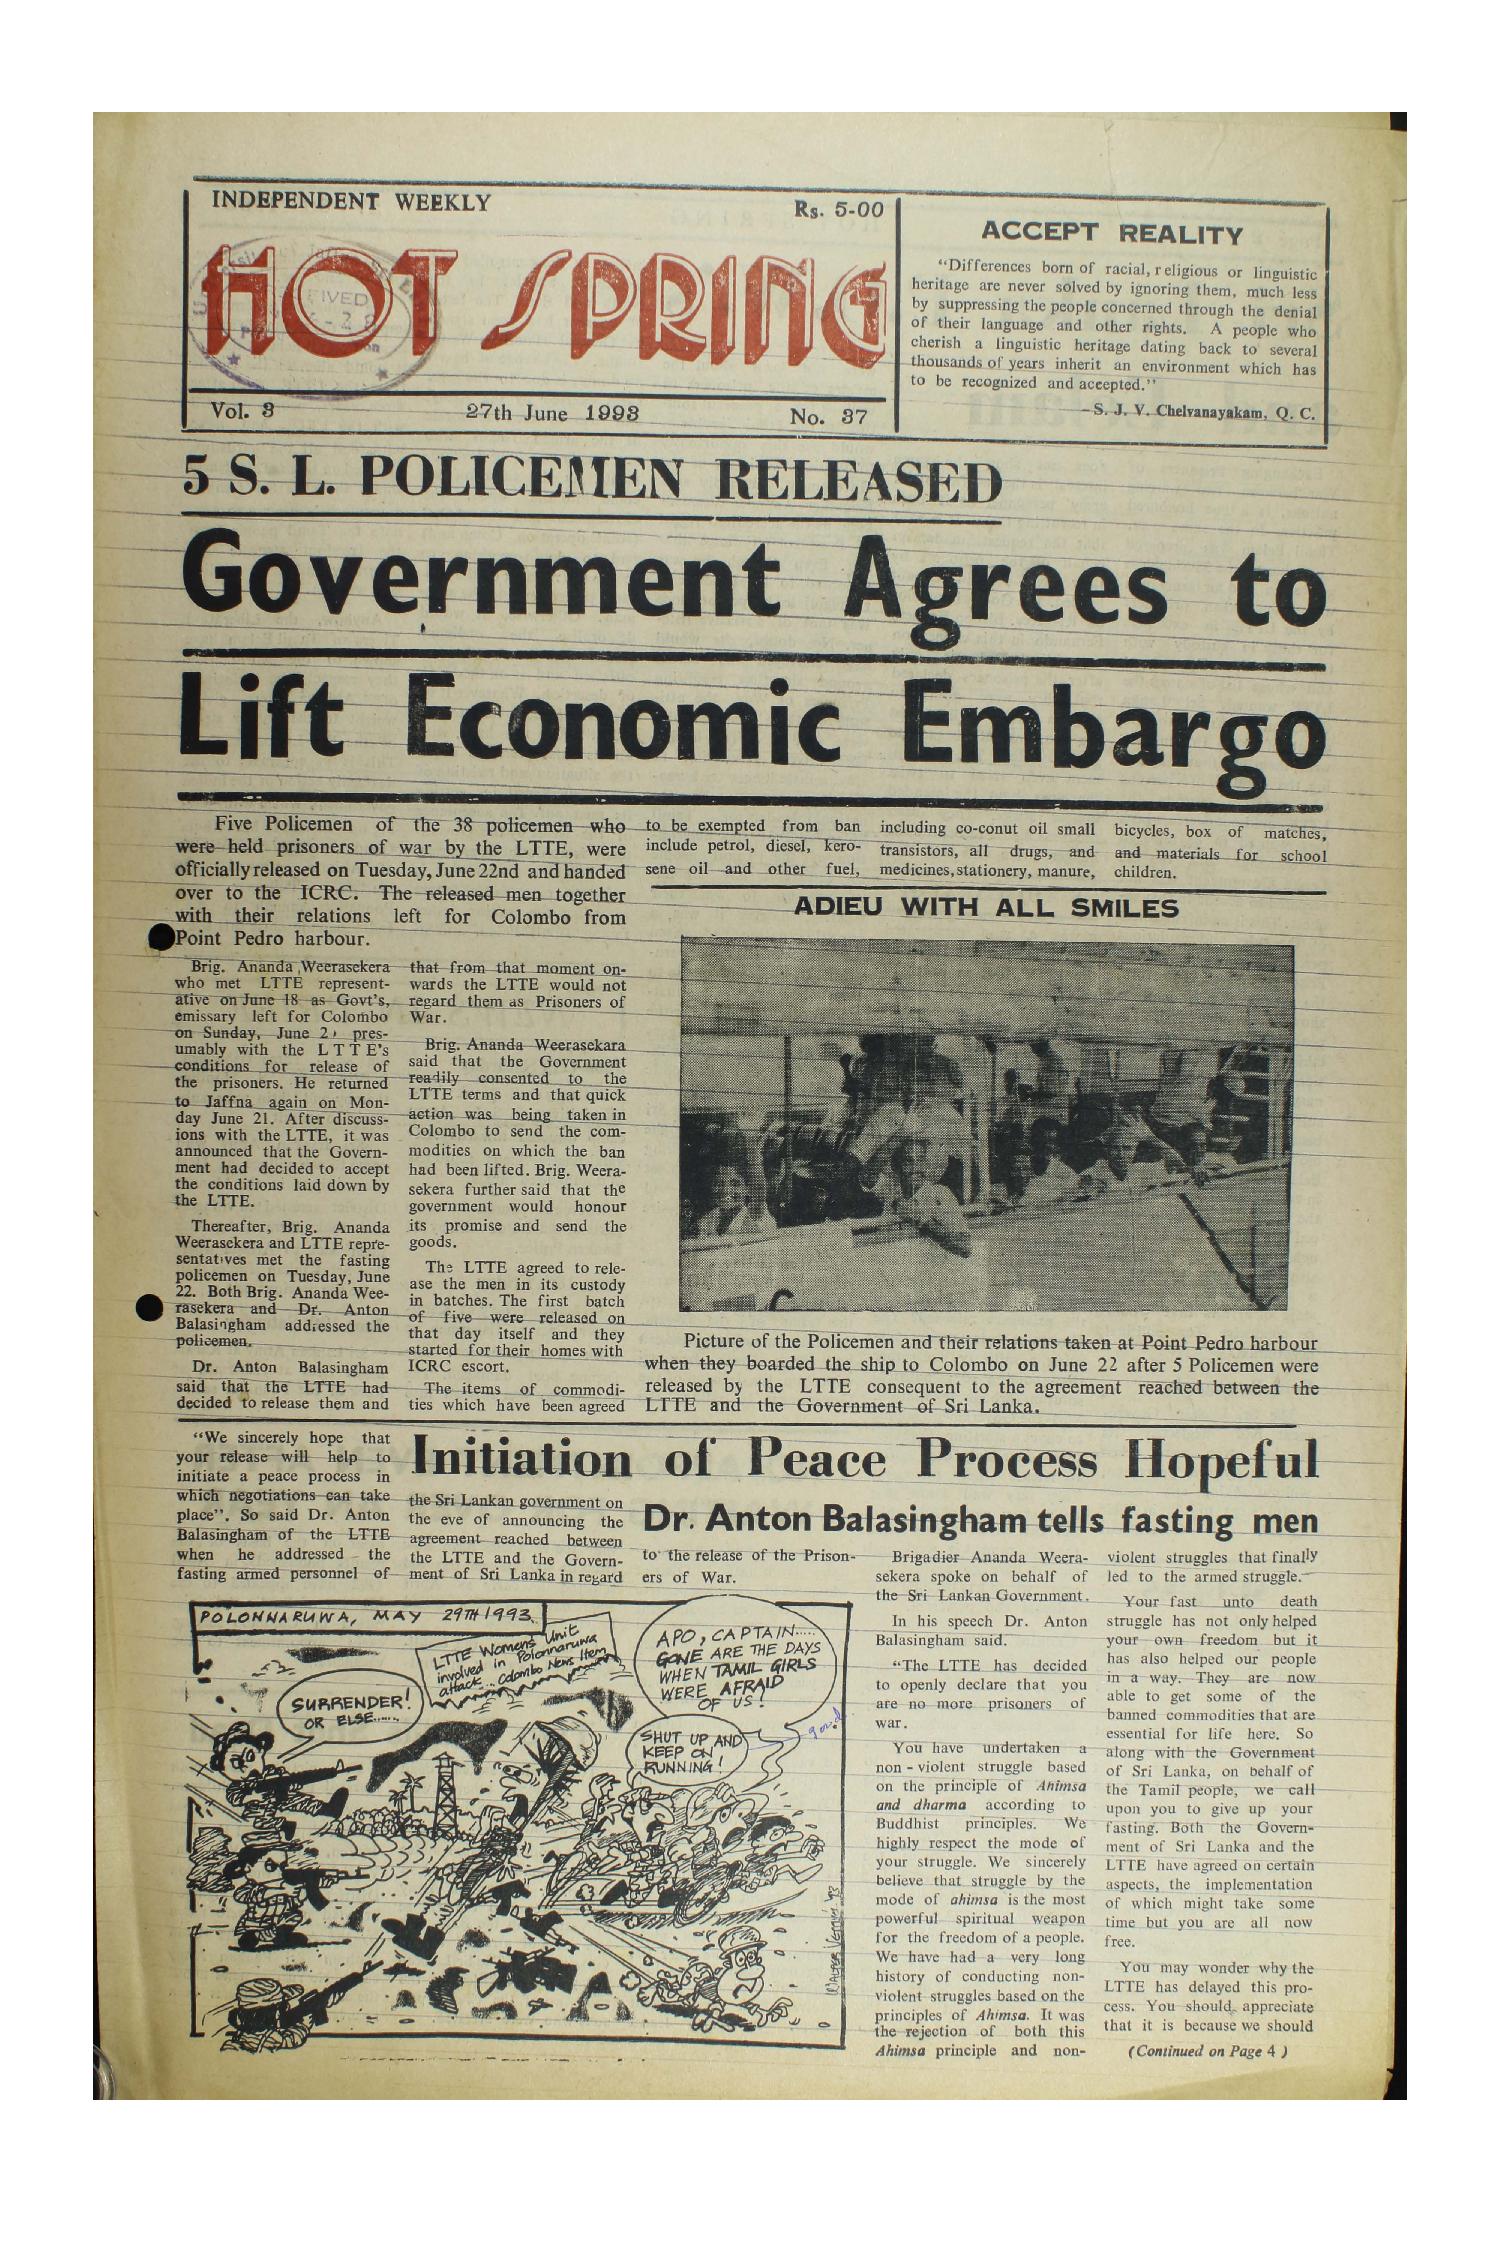 INDEPENDENT WEEKLY
Rs. 5-00
HOT SPRING
Vol. 3
27th June 1993
No. 37
ACCEPT REALITY
"Differences born of racial, religious or linguistic
heritage are never solved by ignoring them, much less
by suppressing the people concerned through the denial
of their language and other rights. A people who
cherish a linguistic heritage dating back to several
thousands of years inherit an environment which has
to be recognized and accepted."
—S. J. V. Chelvanayakam, Q. C.
5 S. L. POLICEMEN RELEASED
Government Agrees to
Lift Economic Embargo
Five Policemen of the 38 policemen who
were held prisoners of war by the LTTE, were
officially released on Tuesday, June 22nd and handed
over to the ICRC. The released men together
with their relations left for Colombo from
Point Pedro harbour.
Brig. Ananda Weerasekera
who met LTTE represent-
ative on June 18 as Govt's,
emissary left for Colombo
on Sunday, June 2 pres-
umably with the LTTE's
conditions for release of
the prisoners. He returned
to Jaffna again on Mon-
day June 21. After discuss-
ions with the LTTE, it was
announced that the Govern-
ment had decided to accept
the conditions laid down by
the LTTE.
Thereafter, Brig. Ananda
Weerasekera and LTTE repre-
sentatives met the fasting
policemen on Tuesday, June
22. Both Brig. Ananda Wee-
rasekera and Dr. Anton
Balasingham addressed the
policemen.
Dr. Anton Balasingham
said that the LTTE had
decided to release them and
that from that moment on-
wards the LTTE would not
regard them as Prisoners of
War.
Brig. Ananda Weerasekara
said that the Government
readily consented to the
LTTE terms and that quick
action was being taken in
Colombo to send the com-
modities on which the ban
had been lifted. Brig. Weera-
sekera further said that the
government would honour
its promise and send the
goods.
The LTTE agreed to rele-
ase the men in its custody
in batches. The first batch
of five were released on
that day itself and they
started for their homes with
ICRC escort.
The items of commodi-
ties which have been agreed
to be exempted from ban
include petrol, diesel, kero-
sene oil and other fuel,
including co-conut oil small
transistors, all drugs, and
medicines, stationery, manure,
bicycles, box of matches,
and materials for school
children.
ADIEU WITH ALL SMILES
Picture of the Policemen and their relations taken at Point Pedro harbour
when they boarded the ship to Colombo on June 22 after 5 Policemen were
released by the LTTE consequent to the agreement reached between the
LTTE and the Government of Sri Lanka.
Initiation of Peace Process Hopeful
Dr. Anton Balasingham tells fasting men
"We sincerely hope that
your release will help to
initiate a peace process in
which negotiations can take
place". So said Dr. Anton
Balasingham of the LTTE
when he addressed the
fasting armed personnel of
the Sri Lankan government on
the eve of announcing the
agreement reached between
the LTTE and the Govern-
ment of Sri Lanka in regard
to the release of the Prison-
ers of War.
Brigadier Ananda Weera-
sekera spoke on behalf of
the Sri Lankan Government.
In his speech Dr. Anton
Balasingham said.
"The LTTE has decided
to openly declare that you
are no more prisoners of
war.
You have undertaken a
non - violent struggle based
on the principle of Ahimsa
and dharma according to
Buddhist principles. We
highly respect the mode of
your struggle. We sincerely
believe that struggle by the
mode of ahimsa is the most
powerful spiritual weapon
for the freedom of a people.
We have had a very long
history of conducting non-
violent struggles based on the
principles of Ahimsa. It was
the rejection of both this
Ahimsa principle and non-
violent struggles that finally
led to the armed struggle.
Your fast unto death
struggle has not only helped
your own freedom but it
has also helped our people
in a way. They are now
able to get some of the
banned commodities that are
essential for life here. So
along with the Government
of Sri Lanka, on behalf of
the Tamil people, we call
upon you to give up your
fasting. Both the Govern-
ment of Sri Lanka and the
LTTE have agreed on certain
aspects, the implementation
of which might take some
time but you are all now
free.
You may wonder why the
LTTE has delayed this pro-
cess. You should appreciate
that it is because we should
(Continued on Page 4 )
POLONNARUWA, MAY 29TH 1993.
LTTE Women's Unit
involved in Polonnaruwa
attack... Colombo News Item
SURRENDER!
OR ELSE......
APO, CAPTAIN.....
GONE ARE THE DAYS
WHEN TAMIL GIRLS
WERE AFRAID
OF US!
SHUT UP AND
KEEP ON
RUNNING!